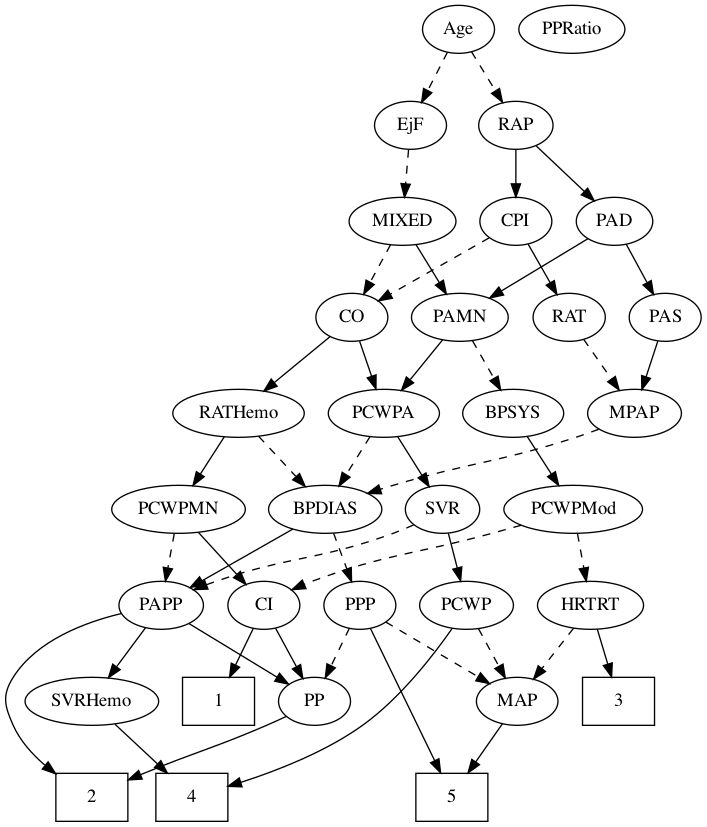 Age PPRatio
EjF RAP
MIXED CPI PAD
CO PAMN RAT PAS
RATHemo PCWPA BPSYS MPAP
PCWPMN BPDIAS SVR PCWPMod
PAPP CI PPP PCWP HRTRT
SVRHemo 1 PP MAP 3
2 4 5